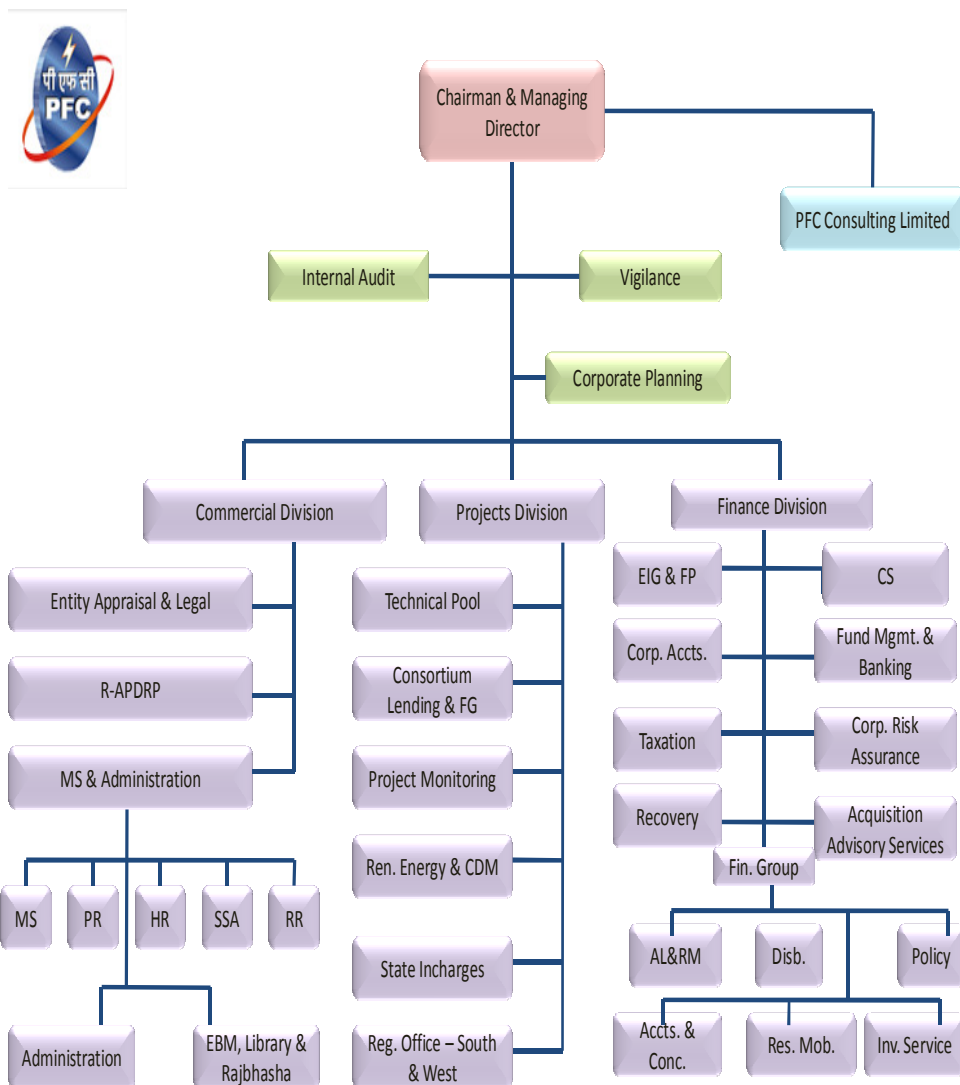 पी एफ सी
PFC
Chairman & Managing
Director
PFC Consulting Limited
Internal Audit
Vigilance
Corporate Planning
Commercial Division
Projects Division
Finance Division
Entity Appraisal & Legal
R-APDRP
MS & Administration
MS
PR
HR
SSA
RR
Administration
EBM, Library &
Rajbhasha
Technical Pool
Consortium
Lending & FG
Project Monitoring
Ren. Energy & CDM
State Incharges
Reg. Office – South
& West
EIG & FP
CS
Corp. Accts.
Fund Mgmt. &
Banking
Taxation
Corp. Risk
Assurance
Recovery
Acquisition
Advisory Services
Fin. Group
AL&RM
Disb.
Policy
Accts. &
Conc.
Res. Mob.
Inv. Service